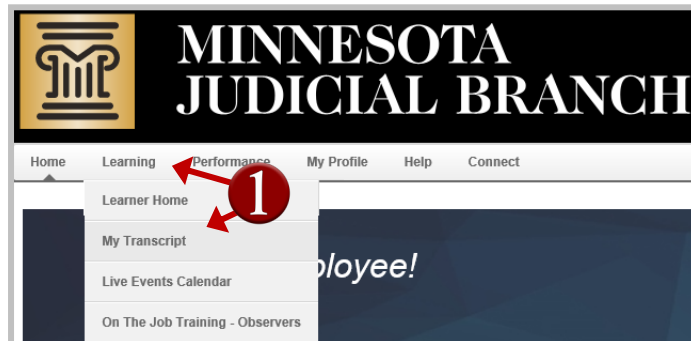 MINNESOTA
JUDICIAL BRANCH
Home Learning Performance My Profile Help Connect
1
Learner Home
My Transcript
ployee!
Live Events Calendar
On The Job Training - Observers